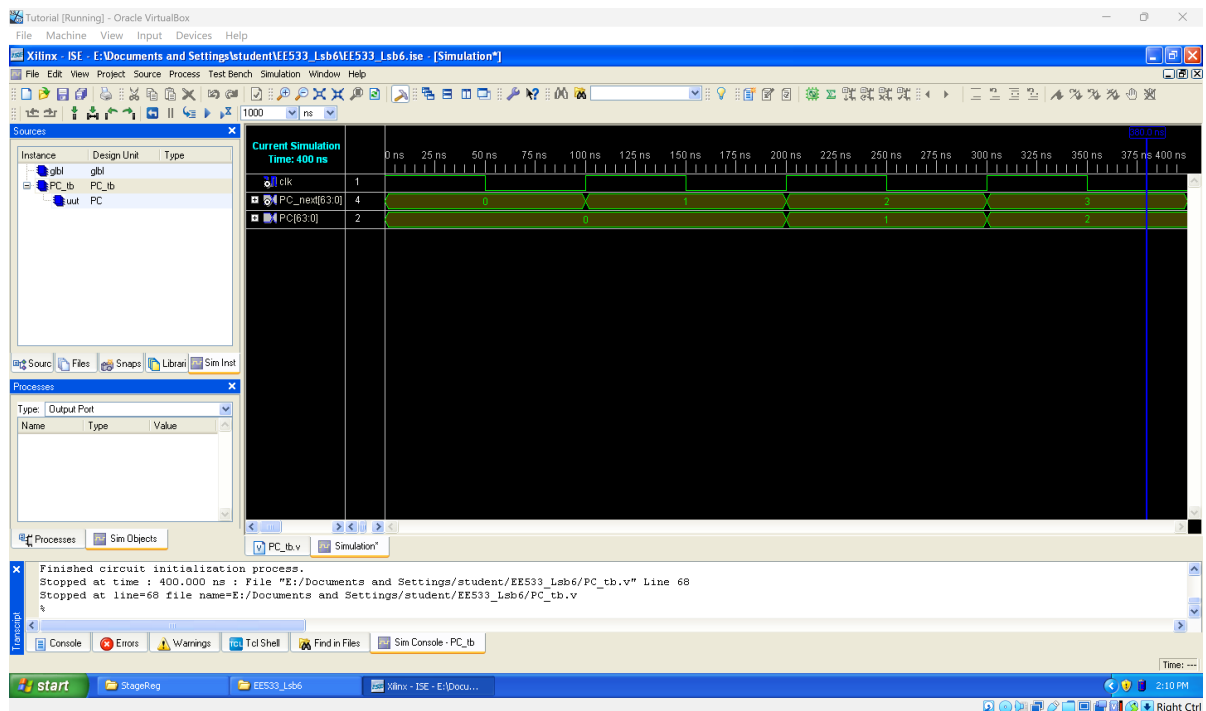 Tutorial [Running] - Oracle VirtualBox
File Machine View Input Devices Help
Xilinx - ISE - E:\Documents and Settings\student\EE533_Lsb6\EE533_Lsb6.ise - [Simulation*]
File Edit View Project Source Process Test Bench Simulation Window Help
1000 ns
Sources
Instance Design Unit Type
glbl glbl
PC_tb PC_tb
uut PC
Sourc Files Snaps Librari Sim Inst
Processes
Type: Output Port
Name Type Value
Processes Sim Objects
Current Simulation
Time: 400 ns
0 ns 25 ns 50 ns 75 ns 100 ns 125 ns 150 ns 175 ns 200 ns 225 ns 250 ns 275 ns 300 ns 325 ns 350 ns 375 ns 400 ns
clk 1
PC_next[63:0] 4 0 1 2 3
PC[63:0] 2 0 1 2
PC_tb.v Simulation*
Finished circuit initialization process.
Stopped at time : 400.000 ns : File "E:/Documents and Settings/student/EE533_Lsb6/PC_tb.v" Line 68
Stopped at line=68 file name=E:/Documents and Settings/student/EE533_Lsb6/PC_tb.v
%
Transcript
Console Errors Warnings Tcl Shell Find in Files Sim Console - PC_tb
Time: ---
start StageReg EE533_Lsb6 Xilinx - ISE - E:\Docu... 2:10 PM
Right Ctrl